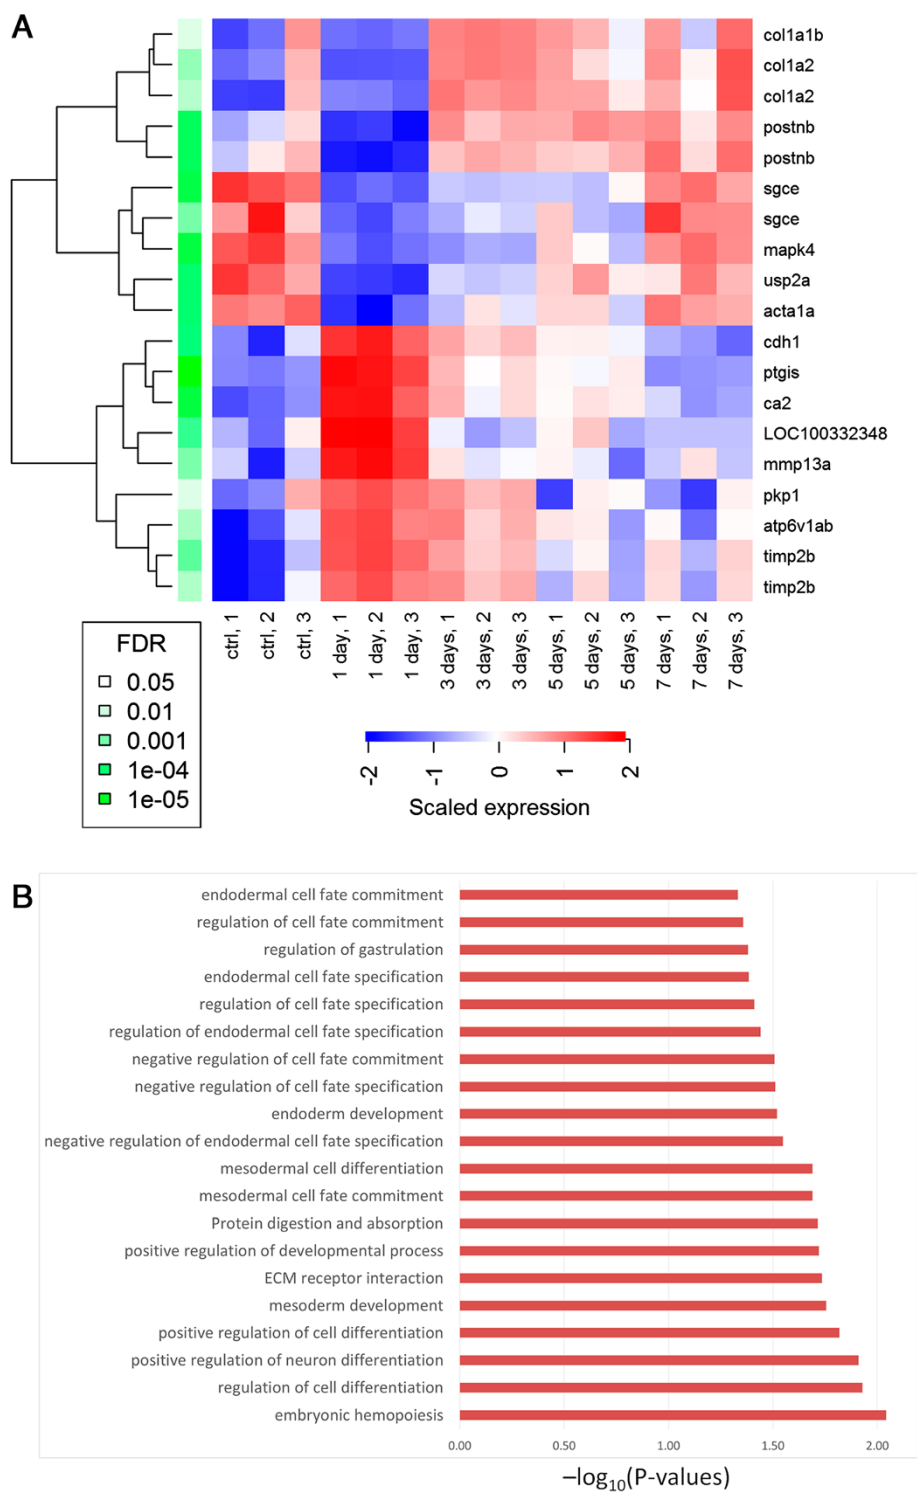 A
col1a1b
col1a2
col1a2
postnb
postnb
sgce
sgce
mapk4
usp2a
acta1a
cdh1
ptgis
ca2
LOC100332348
mmp13a
pkp1
atp6v1ab
timp2b
timp2b
ctrl, 1
ctrl, 2
ctrl, 3
1 day, 1
1 day, 2
1 day, 3
3 days, 1
3 days, 2
3 days, 3
5 days, 1
5 days, 2
5 days, 3
7 days, 1
7 days, 2
7 days, 3
FDR
0.05
0.01
0.001
1e-04
1e-05
-2 -1 0 1 2
Scaled expression
B
endodermal cell fate commitment
regulation of cell fate commitment
regulation of gastrulation
endodermal cell fate specification
regulation of cell fate specification
regulation of endodermal cell fate specification
negative regulation of cell fate commitment
negative regulation of cell fate specification
endoderm development
negative regulation of endodermal cell fate specification
mesodermal cell differentiation
mesodermal cell fate commitment
Protein digestion and absorption
positive regulation of developmental process
ECM receptor interaction
mesoderm development
positive regulation of cell differentiation
positive regulation of neuron differentiation
regulation of cell differentiation
embryonic hemopoiesis
0.00 0.50 1.00 1.50 2.00
–log10(P-values)